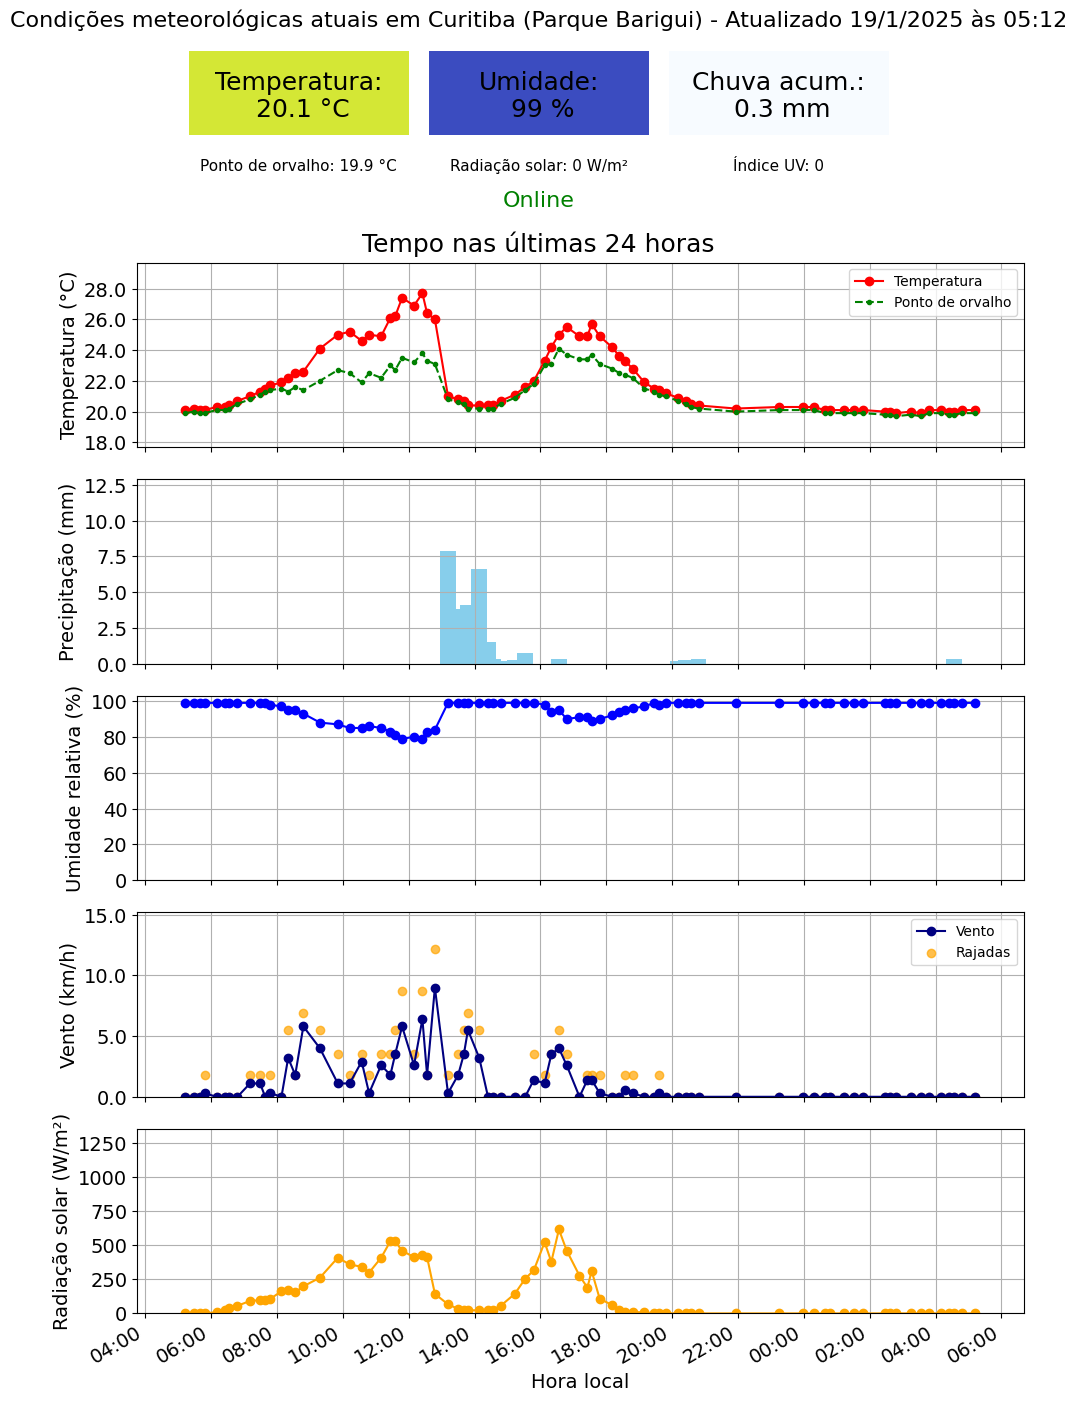 Condições meteorológicas atuais em Curitiba (Parque Barigui) - Atualizado 19/1/2025 às 05:12
Temperatura:
20.1 °C
Umidade:
99 %
Chuva acum.:
0.3 mm
Ponto de orvalho: 19.9 °C
Radiação solar: 0 W/m²
Índice UV: 0
Online
Tempo nas últimas 24 horas
Temperatura (°C)
28.0
26.0
24.0
22.0
20.0
18.0
Temperatura
Ponto de orvalho
Precipitação (mm)
12.5
10.0
7.5
5.0
2.5
0.0
Umidade relativa (%)
100
80
60
40
20
0
Vento (km/h)
15.0
10.0
5.0
0.0
Vento
Rajadas
Radiação solar (W/m²)
1250
1000
750
500
250
0
04:00 06:00 08:00 10:00 12:00 14:00 16:00 18:00 20:00 22:00 00:00 02:00 04:00 06:00
Hora local